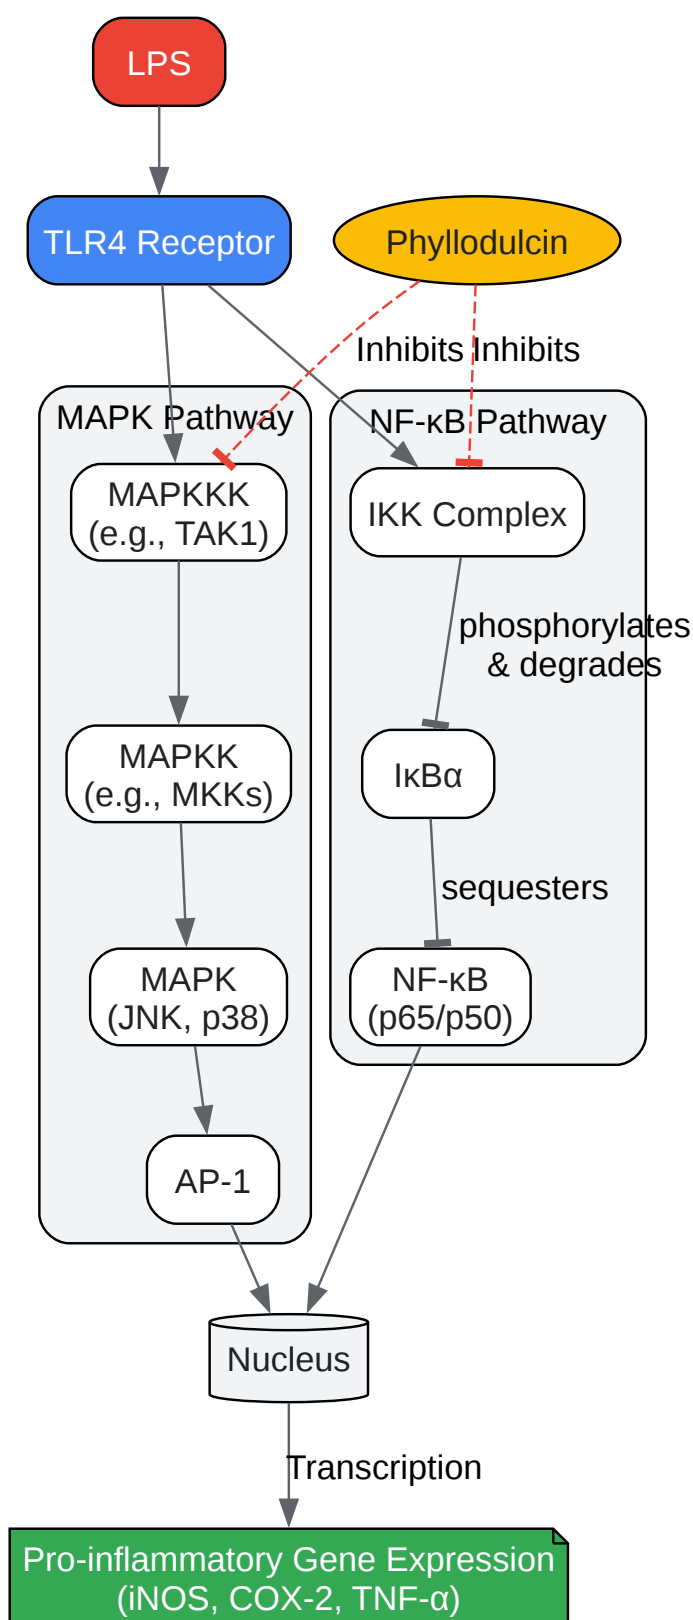 LPS
TLR4 Receptor
Phyllodulcin
Inhibits
Inhibits
MAPK Pathway
NF-κB Pathway
MAPKKK
(e.g., TAK1)
IKK Complex
phosphorylates
& degrades
MAPKK
(e.g., MKKs)
IκBα
sequesters
MAPK
(JNK, p38)
NF-κB
(p65/p50)
AP-1
Nucleus
Transcription
Pro-inflammatory Gene Expression
(iNOS, COX-2, TNF-α)